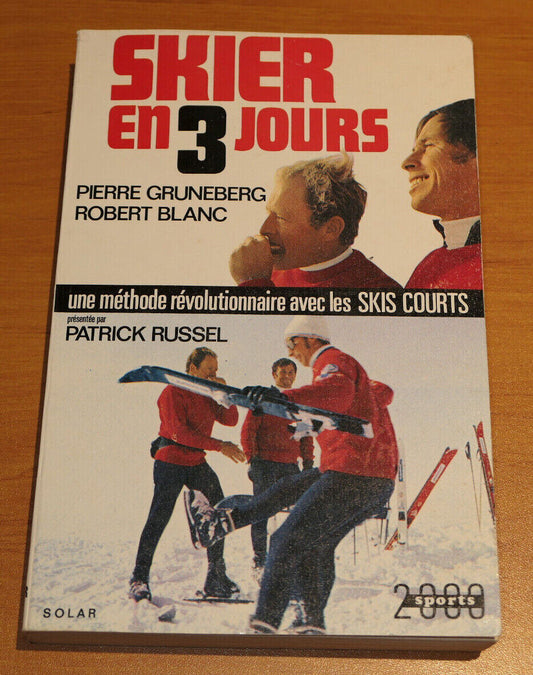 SKIER
EN 3 JOURS
PIERRE GRUNEBERG
ROBERT BLANC
une méthode révolutionnaire avec les SKIS COURTS
présentée par
PATRICK RUSSEL
SOLAR
2000
sports